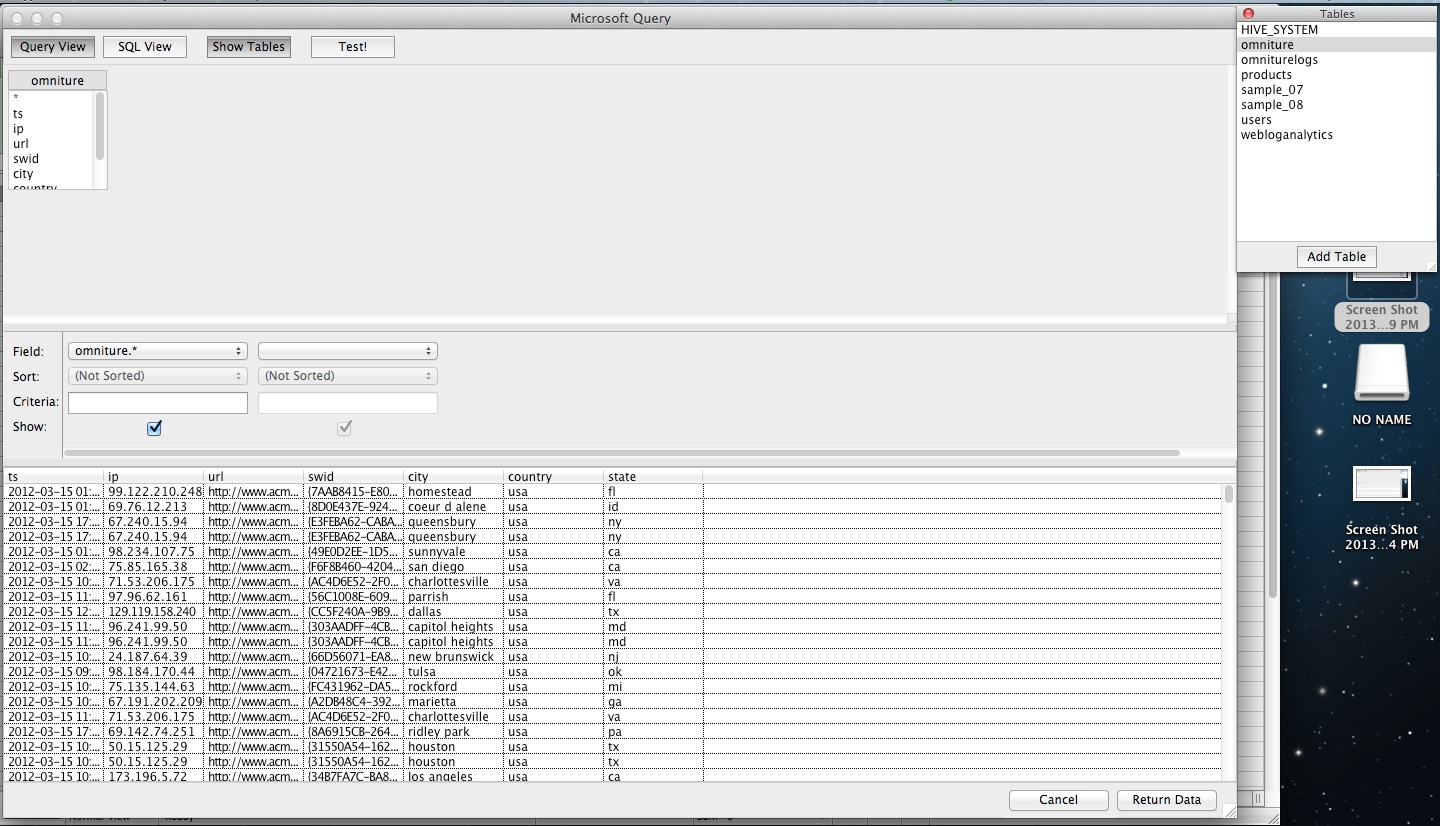 Microsoft Query
Tables
Query View SQL View Show Tables Test!
HIVE_SYSTEM
omniture
omniturelogs
products
sample_07
sample_08
users
webloganalytics
Add Table
omniture
*
ts
ip
url
swid
city
country
Screen Shot
2013...9 PM
NO NAME
Screen Shot
2013...4 PM
Field: omniture.*
Sort: (Not Sorted) (Not Sorted)
Criteria:
Show:
ts ip url swid city country state
2012-03-15 01:... 99.122.210.248 http://www.acm... {7AAB8415-E80... homestead usa fl
2012-03-15 01:... 69.76.12.213 http://www.acm... {8D0E437E-924... coeur d alene usa id
2012-03-15 17:... 67.240.15.94 http://www.acm... {E3FEBA62-CABA... queensbury usa ny
2012-03-15 17:... 67.240.15.94 http://www.acm... {E3FEBA62-CABA... queensbury usa ny
2012-03-15 01:... 98.234.107.75 http://www.acm... {49E0D2EE-1D5... sunnyvale usa ca
2012-03-15 02:... 75.85.165.38 http://www.acm... {F6F8B460-4204... san diego usa ca
2012-03-15 10:... 71.53.206.175 http://www.acm... {AC4D6E52-2F0... charlottesville usa va
2012-03-15 11:... 97.96.62.161 http://www.acm... {56C1008E-609... parrish usa fl
2012-03-15 12:... 129.119.158.240 http://www.acm... {CC5F240A-9B9... dallas usa tx
2012-03-15 11:... 96.241.99.50 http://www.acm... {303AADFF-4CB... capitol heights usa md
2012-03-15 11:... 96.241.99.50 http://www.acm... {303AADFF-4CB... capitol heights usa md
2012-03-15 10:... 24.187.64.39 http://www.acm... {66D56071-EA8... new brunswick usa nj
2012-03-15 09:... 98.184.170.44 http://www.acm... {04721673-E42... tulsa usa ok
2012-03-15 10:... 75.135.144.63 http://www.acm... {FC431962-DA5... rockford usa mi
2012-03-15 10:... 67.191.202.209 http://www.acm... {A2DB48C4-392... marietta usa ga
2012-03-15 11:... 71.53.206.175 http://www.acm... {AC4D6E52-2F0... charlottesville usa va
2012-03-15 17:... 69.142.74.251 http://www.acm... {8A6915CB-264... ridley park usa pa
2012-03-15 10:... 50.15.125.29 http://www.acm... {31550A54-162... houston usa tx
2012-03-15 10:... 50.15.125.29 http://www.acm... {31550A54-162... houston usa tx
2012-03-15 10:... 173.196.5.72 http://www.acm... {34B7FA7C-BA8... los angeles usa ca
Cancel Return Data